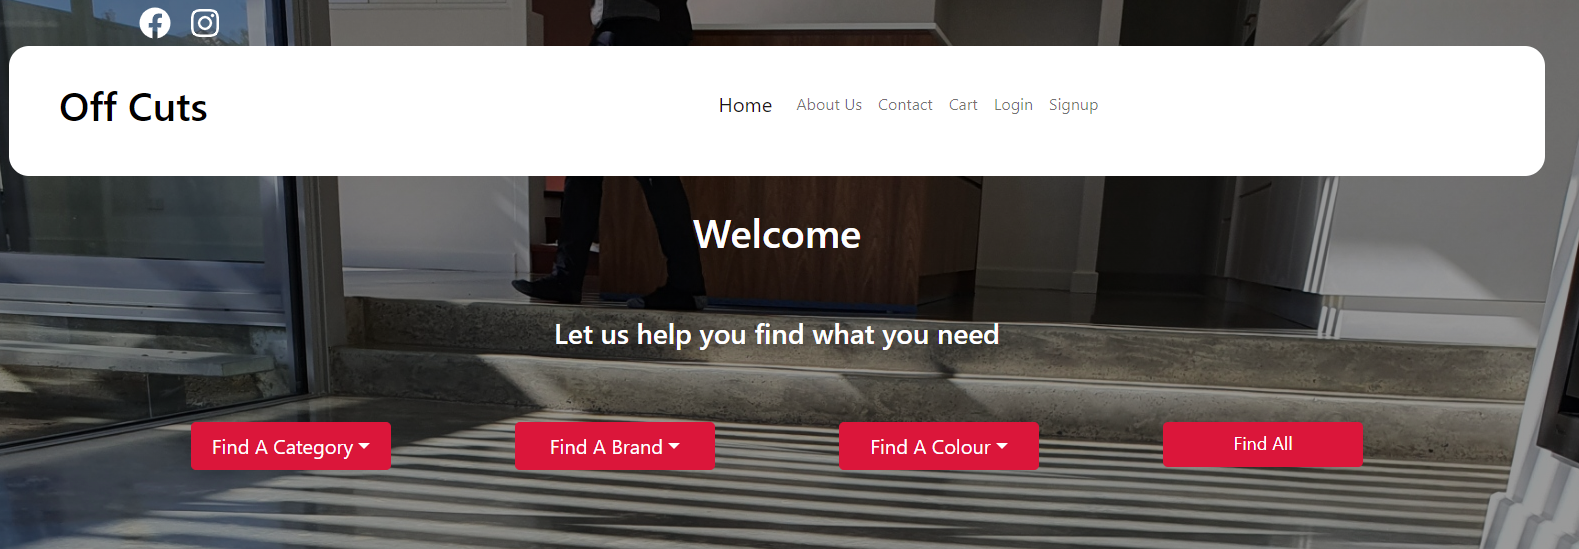 Off Cuts
Home About Us Contact Cart Login Signup
Welcome
Let us help you find what you need
Find A Category Find A Brand Find A Colour Find All